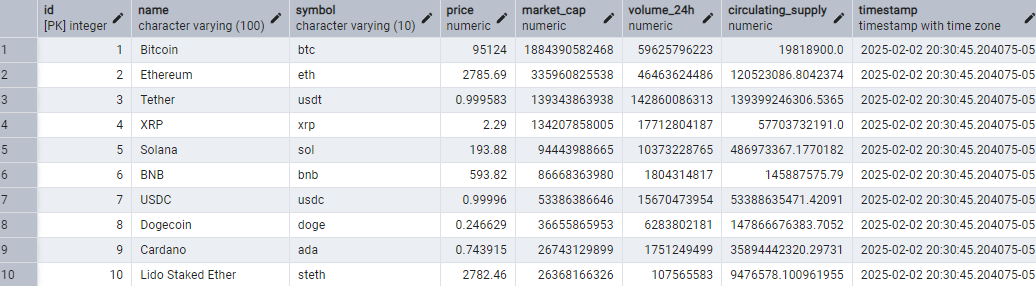 id name symbol price market_cap volume_24h circulating_supply timestamp
[PK] integer character varying (100) character varying (10) numeric numeric numeric numeric timestamp with time zone
1 1 Bitcoin btc 95124 1884390582468 59625796223 19818900.0 2025-02-02 20:30:45.204075-05
2 2 Ethereum eth 2785.69 335960825538 46463624486 120523086.8042374 2025-02-02 20:30:45.204075-05
3 3 Tether usdt 0.999583 139343863938 142860086313 139399246306.5365 2025-02-02 20:30:45.204075-05
4 4 XRP xrp 2.29 134207858005 17712804187 57703732191.0 2025-02-02 20:30:45.204075-05
5 5 Solana sol 193.88 94443988665 10373228765 486973367.1770182 2025-02-02 20:30:45.204075-05
6 6 BNB bnb 593.82 86668363980 1804314817 145887575.79 2025-02-02 20:30:45.204075-05
7 7 USDC usdc 0.99996 53386386646 15670473954 53388635471.42091 2025-02-02 20:30:45.204075-05
8 8 Dogecoin doge 0.246629 36655865953 6283802181 147866676383.7052 2025-02-02 20:30:45.204075-05
9 9 Cardano ada 0.743915 26743129899 1751249499 35894442320.29731 2025-02-02 20:30:45.204075-05
10 10 Lido Staked Ether steth 2782.46 26368166326 107565583 9476578.100961955 2025-02-02 20:30:45.204075-05